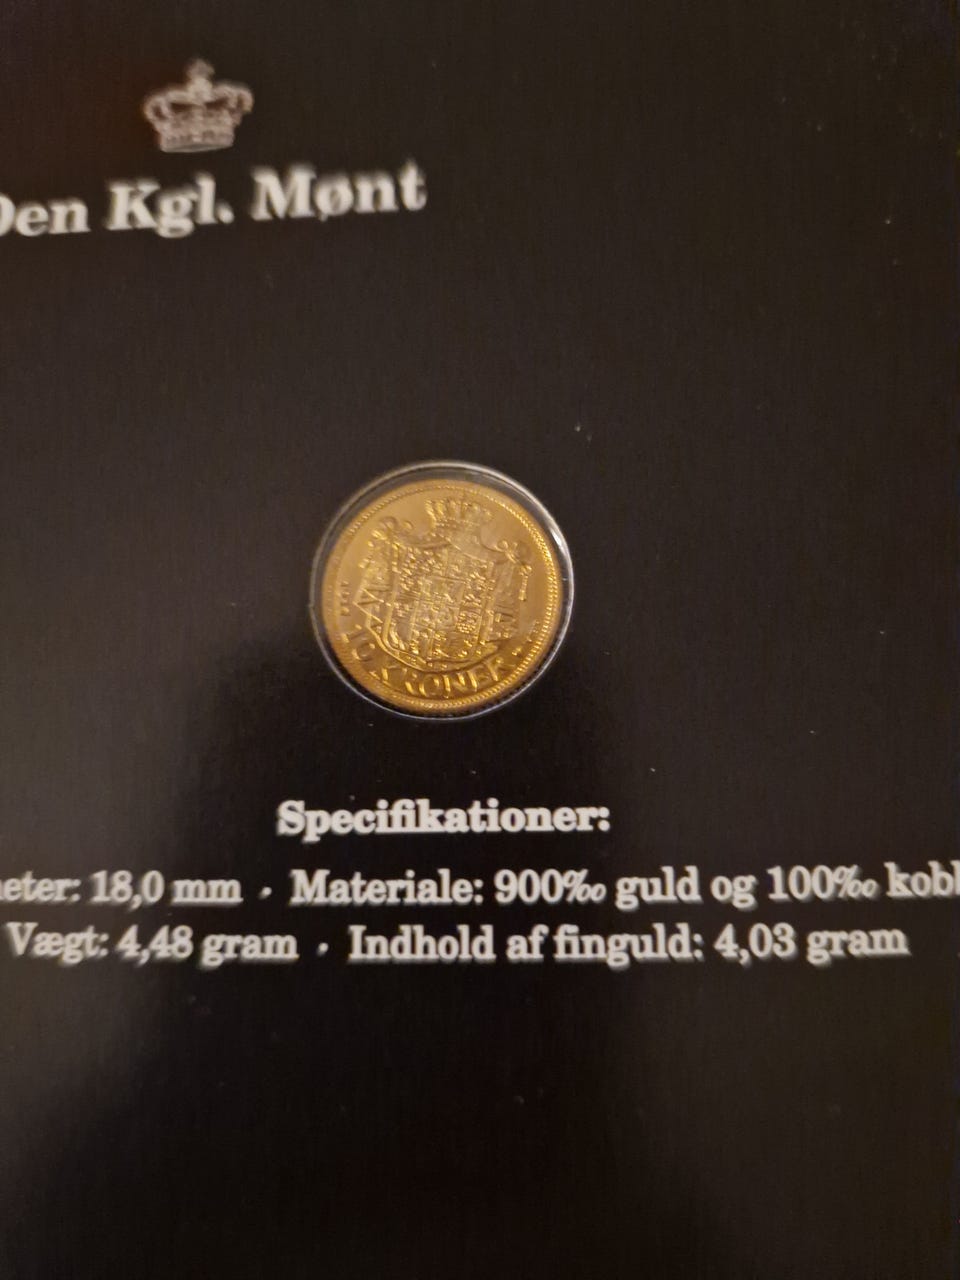 Den Kgl. Mønt
10 KRONER
Specifikationer:
eter: 18,0 mm · Materiale: 900‰ guld og 100‰ kobb
Vægt: 4,48 gram · Indhold af finguld: 4,03 gram